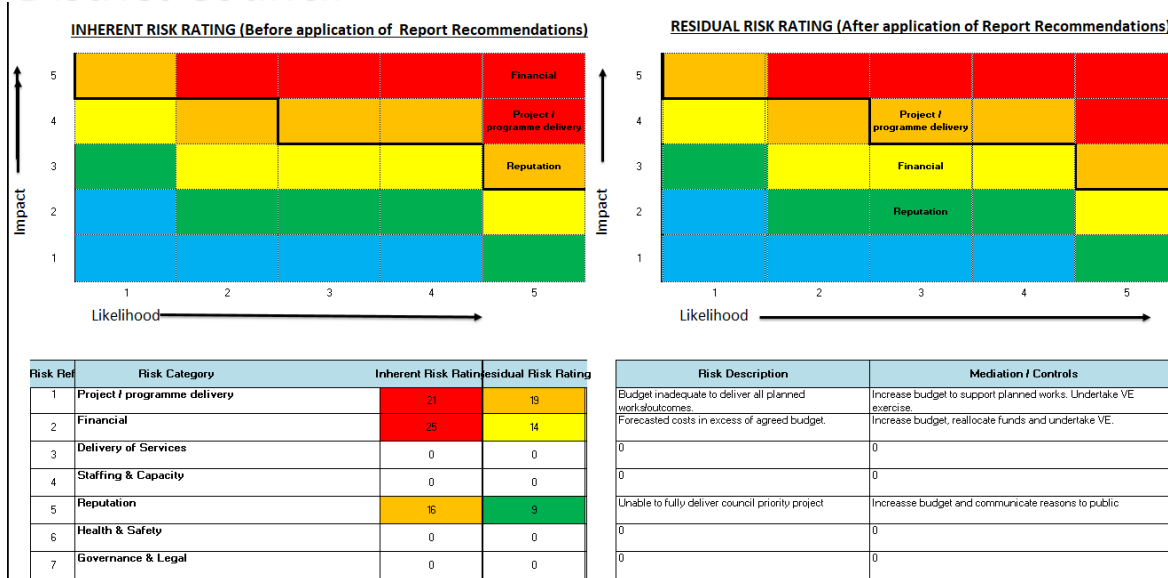 INHERENT RISK RATING (Before application of Report Recommendations)
RESIDUAL RISK RATING (After application of Report Recommendations)
5
Financial
4
Project / programme delivery
3
Reputation
2
1
Impact
1 2 3 4 5
Likelihood
5
4
Project / programme delivery
3
Financial
2
Reputation
1
Impact
1 2 3 4 5
Likelihood
Risk Ref Risk Category Inherent Risk Rating esidual Risk Rating
1 Project / programme delivery 21 19
2 Financial 25 14
3 Delivery of Services 0 0
4 Staffing & Capacity 0 0
5 Reputation 16 9
6 Health & Safety 0 0
7 Governance & Legal 0 0
Risk Description Mediation / Controls
Budget inadequate to deliver all planned
works/outcomes.
Increase budget to support planned works. Undertake VE
exercise.
Forecasted costs in excess of agreed budget. Increase budget, reallocate funds and undertake VE.
0 0
0 0
Unable to fully deliver council priority project Increasse budget and communicate reasons to public
0 0
0 0